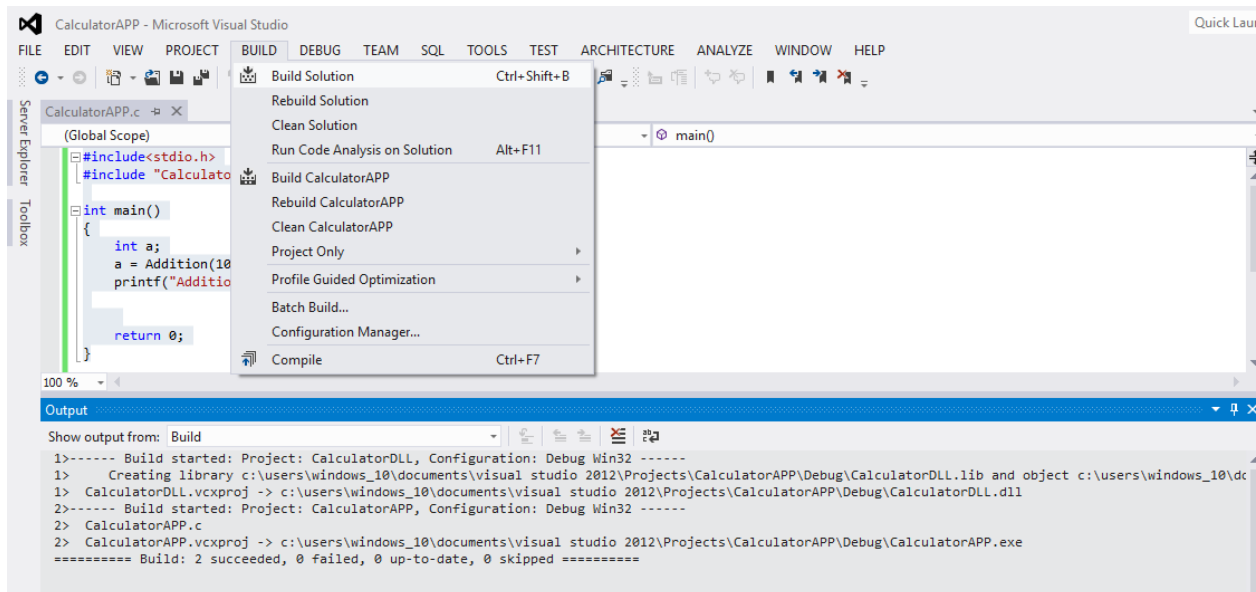 CalculatorAPP - Microsoft Visual Studio
Quick Lau
FILE EDIT VIEW PROJECT BUILD DEBUG TEAM SQL TOOLS TEST ARCHITECTURE ANALYZE WINDOW HELP
Build Solution Ctrl+Shift+B
Rebuild Solution
Clean Solution
Run Code Analysis on Solution Alt+F11
Build CalculatorAPP
Rebuild CalculatorAPP
Clean CalculatorAPP
Project Only
Profile Guided Optimization
Batch Build...
Configuration Manager...
Compile Ctrl+F7
Server Explorer
Toolbox
CalculatorAPP.c
(Global Scope)
main()
#include<stdio.h>
#include "Calculato
int main()
{
int a;
a = Addition(10
printf("Additio
return 0;
}
100 %
Output
Show output from: Build
1>------ Build started: Project: CalculatorDLL, Configuration: Debug Win32 ------
1> Creating library c:\users\windows_10\documents\visual studio 2012\Projects\CalculatorAPP\Debug\CalculatorDLL.lib and object c:\users\windows_10\dc
1> CalculatorDLL.vcxproj -> c:\users\windows_10\documents\visual studio 2012\Projects\CalculatorAPP\Debug\CalculatorDLL.dll
2>------ Build started: Project: CalculatorAPP, Configuration: Debug Win32 ------
2> CalculatorAPP.c
2> CalculatorAPP.vcxproj -> c:\users\windows_10\documents\visual studio 2012\Projects\CalculatorAPP\Debug\CalculatorAPP.exe
========== Build: 2 succeeded, 0 failed, 0 up-to-date, 0 skipped ==========